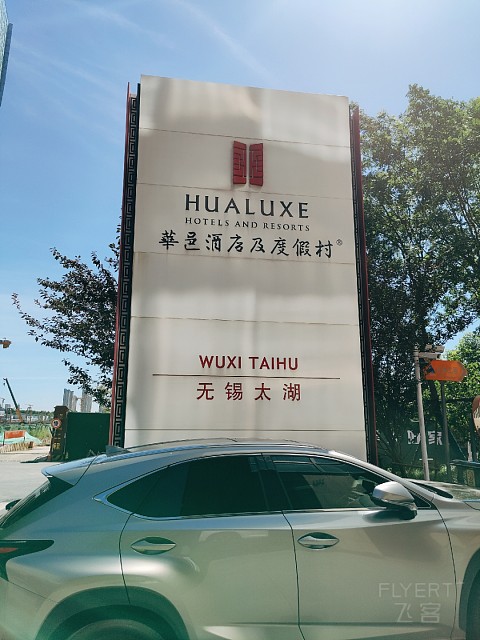 HUALUXE
HOTELS AND RESORTS
華邑酒店及度假村®
WUXI TAIHU
无锡太湖
FLYERT
飞客